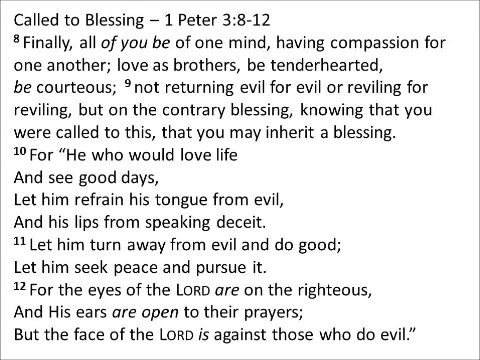 Called to Blessing – 1 Peter 3:8-12
8 Finally, all of you be of one mind, having compassion for
one another; love as brothers, be tenderhearted,
be courteous; 9 not returning evil for evil or reviling for
reviling, but on the contrary blessing, knowing that you
were called to this, that you may inherit a blessing.
10 For “He who would love life
And see good days,
Let him refrain his tongue from evil,
And his lips from speaking deceit.
11 Let him turn away from evil and do good;
Let him seek peace and pursue it.
12 For the eyes of the LORD are on the righteous,
And His ears are open to their prayers;
But the face of the LORD is against those who do evil.”